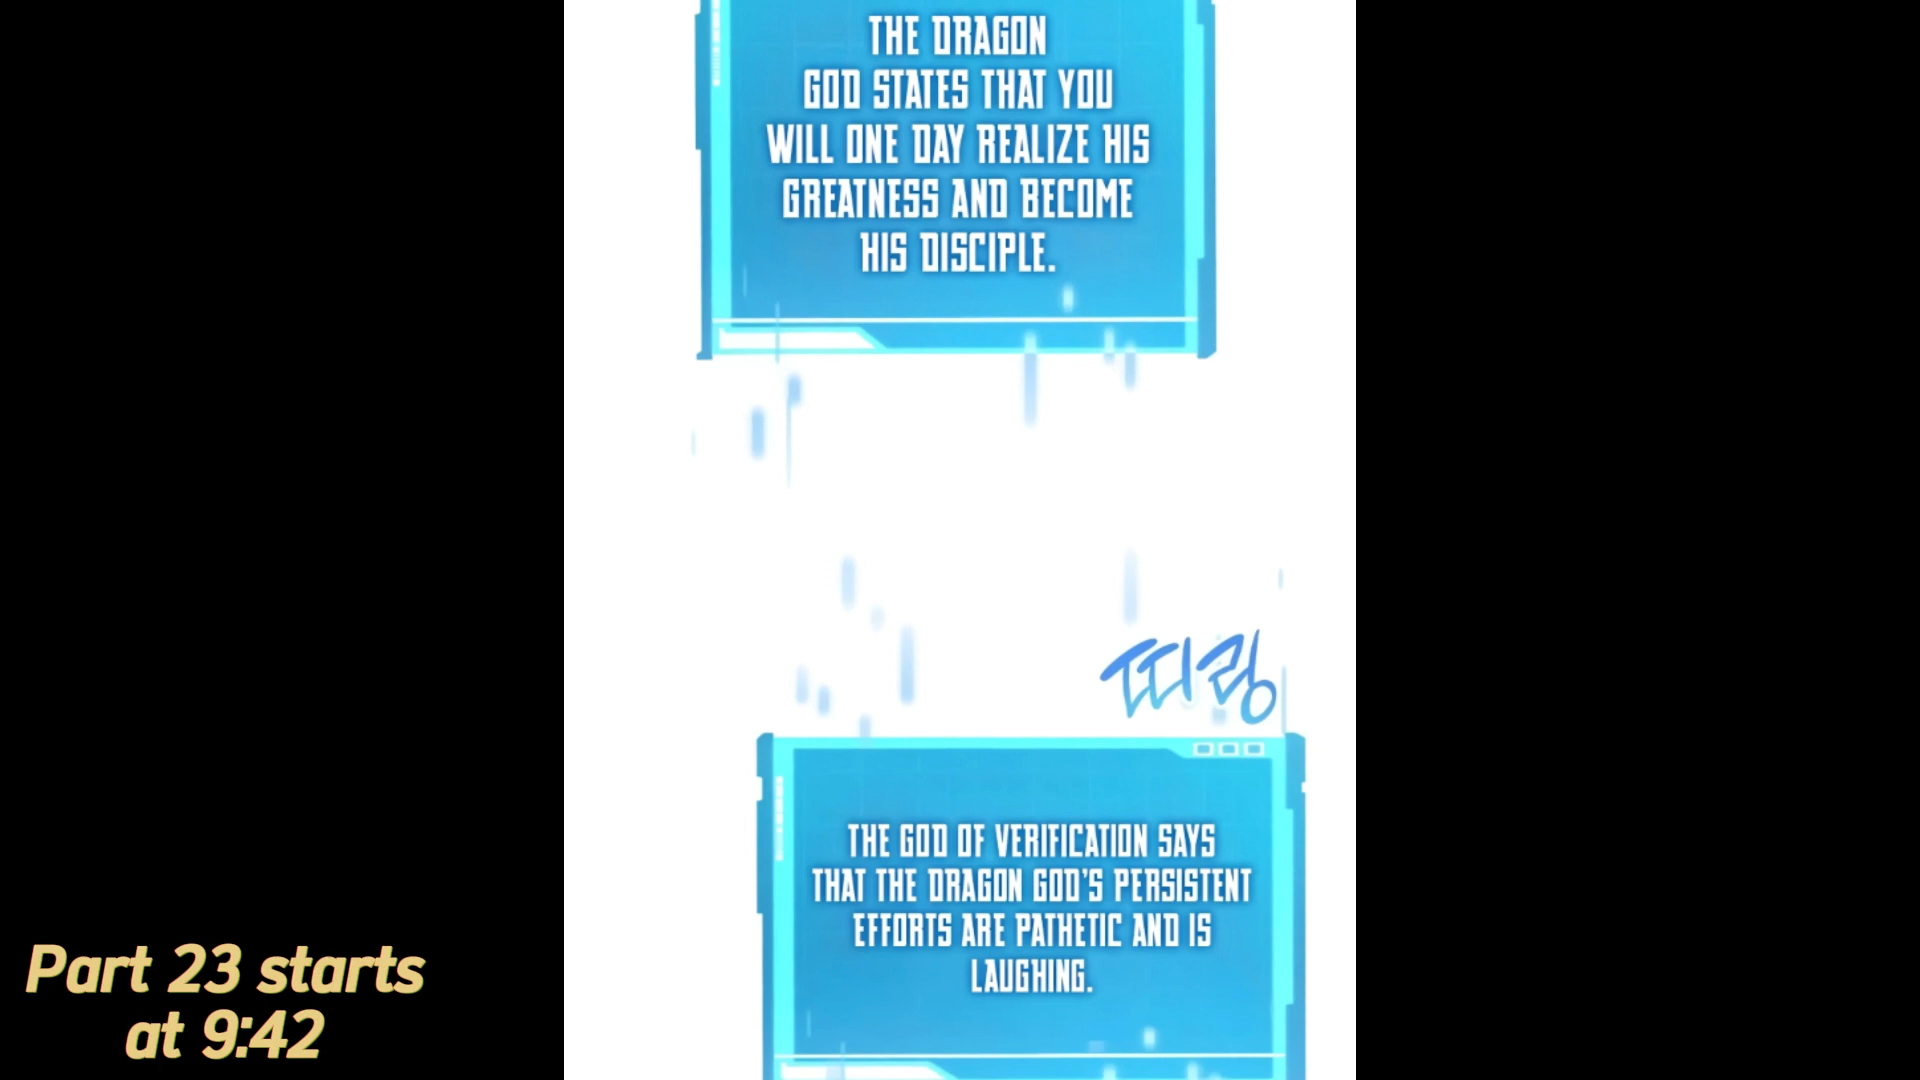 THE DRAGON
GOD STATES THAT YOU
WILL ONE DAY REALIZE HIS
GREATNESS AND BECOME
HIS DISCIPLE.
띠링
THE GOD OF VERIFICATION SAYS
THAT THE DRAGON GOD'S PERSISTENT
EFFORTS ARE PATHETIC AND IS
LAUGHING.
Part 23 starts
at 9:42